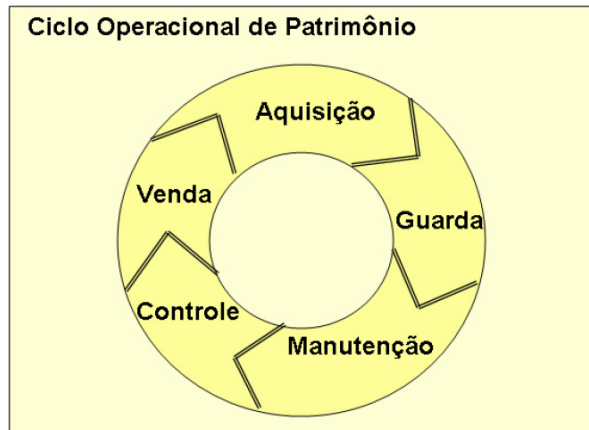 Ciclo Operacional de Patrimônio
Aquisição
Guarda
Manutenção
Controle
Venda